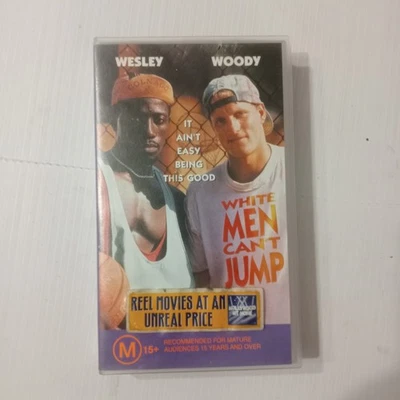 WESLEY WOODY
IT
AIN'T
EASY
BEING
THIS GOOD
WHITE
MEN
CAN'T
JUMP
REEL MOVIES AT AN
UNREAL PRICE
M 15+
RECOMMENDED FOR MATURE
AUDIENCES 15 YEARS AND OVER